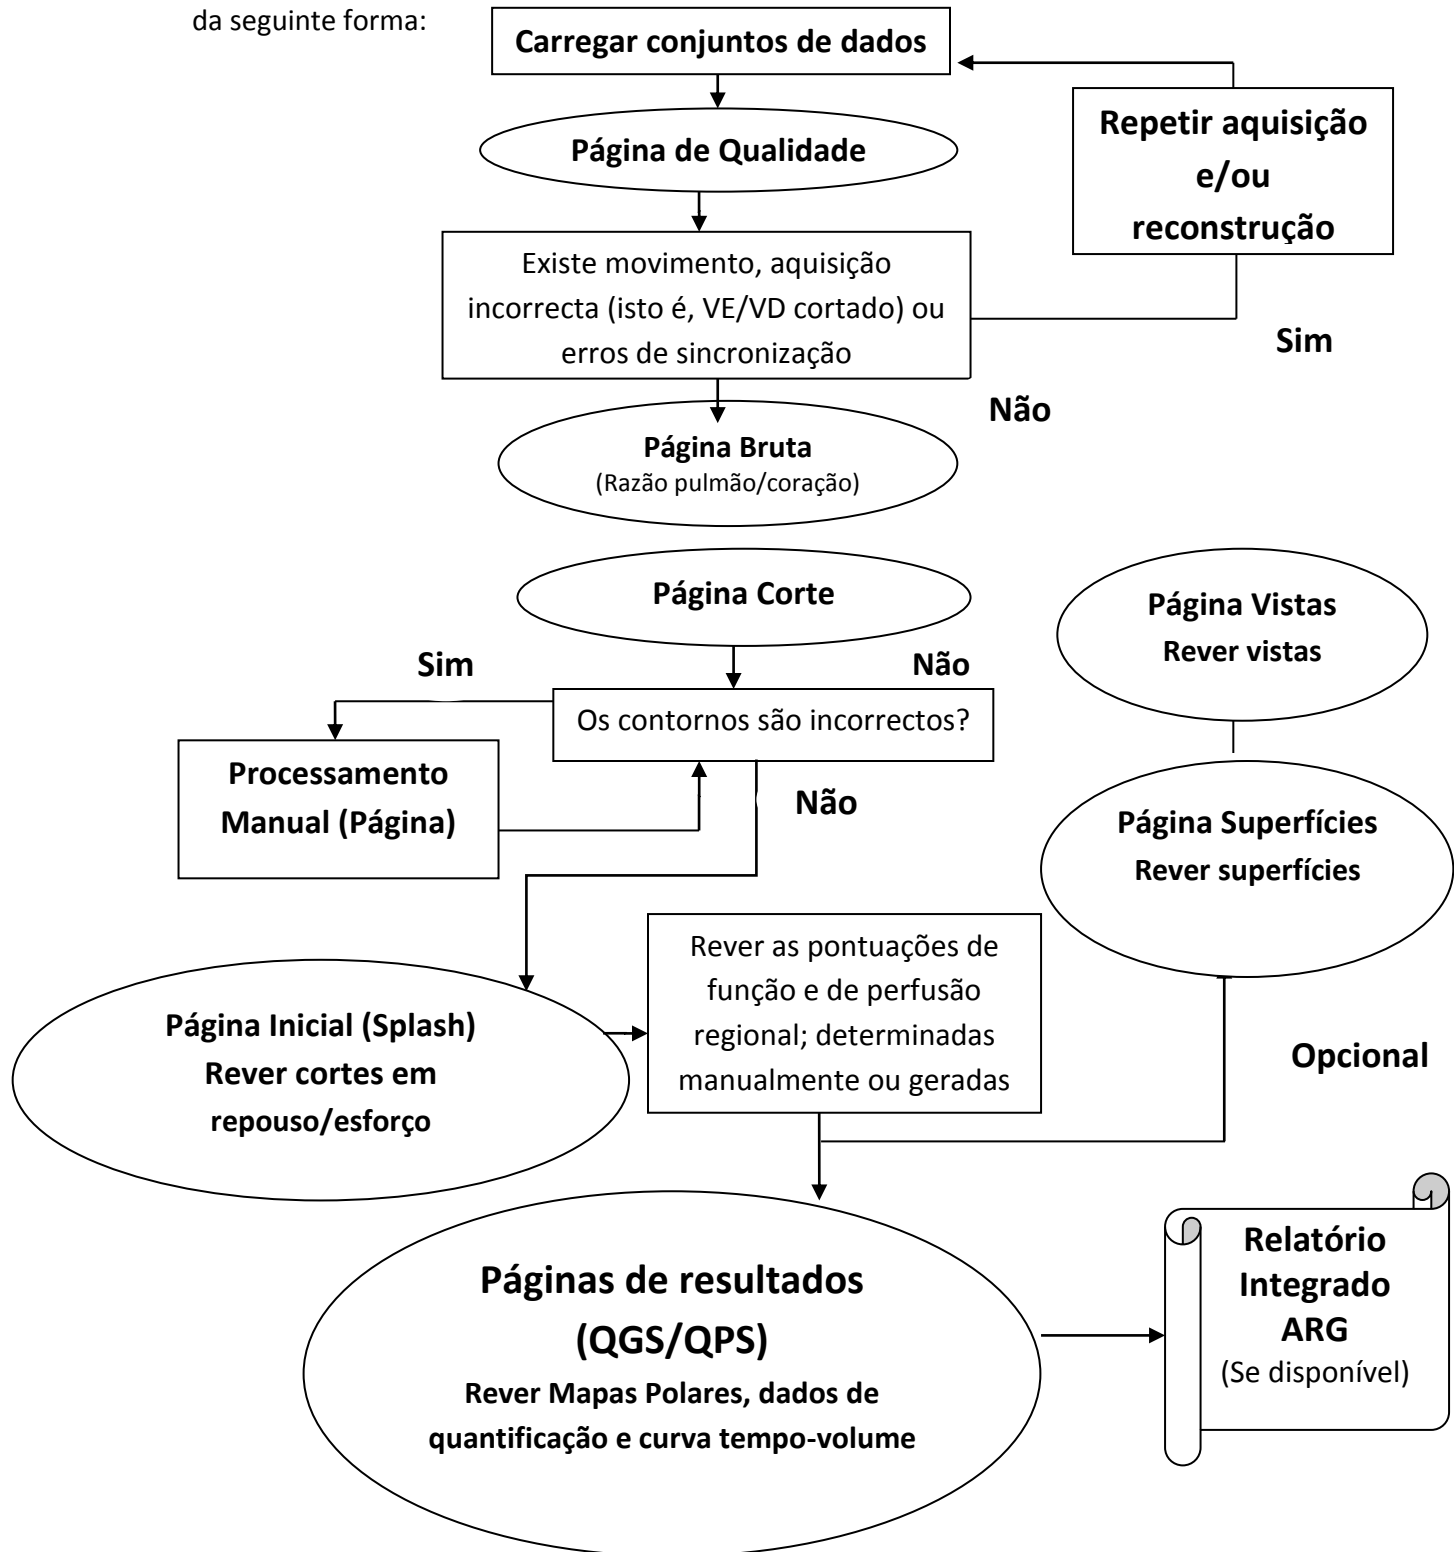 da seguinte forma:
Carregar conjuntos de dados
Página de Qualidade
Repetir aquisição
e/ou
reconstrução
Existe movimento, aquisição
incorrecta (isto é, VE/VD cortado) ou
erros de sincronização
Sim
Não
Página Bruta
(Razão pulmão/coração)
Página Corte
Página Vistas
Rever vistas
Sim
Não
Os contornos são incorrectos?
Processamento
Manual (Página)
Não
Página Superfícies
Rever superfícies
Rever as pontuações de
função e de perfusão
regional; determinadas
manualmente ou geradas
Página Inicial (Splash)
Rever cortes em
repouso/esforço
Opcional
Páginas de resultados
(QGS/QPS)
Rever Mapas Polares, dados de
quantificação e curva tempo-volume
Relatório
Integrado
ARG
(Se disponível)